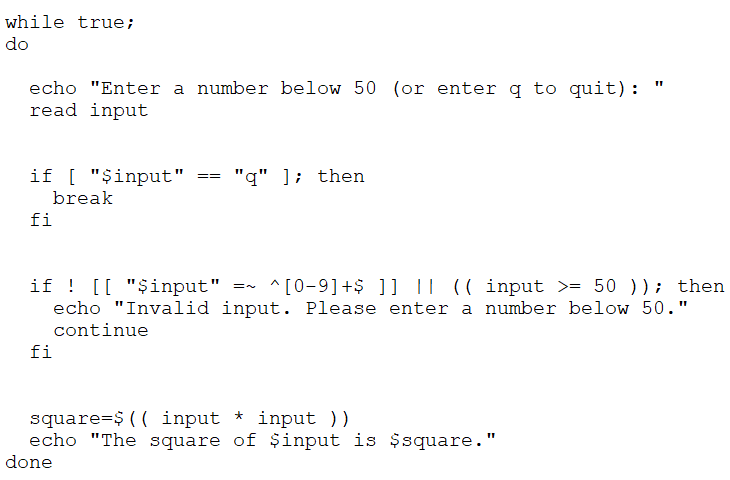 while true;
do
echo "Enter a number below 50 (or enter q to quit): "
read input
if [ "$input" == "q" ]; then
break
fi
if ! [[ "$input" =~ ^[0-9]+$ ]] || (( input >= 50 )); then
echo "Invalid input. Please enter a number below 50."
continue
fi
square=$(( input * input ))
echo "The square of $input is $square."
done